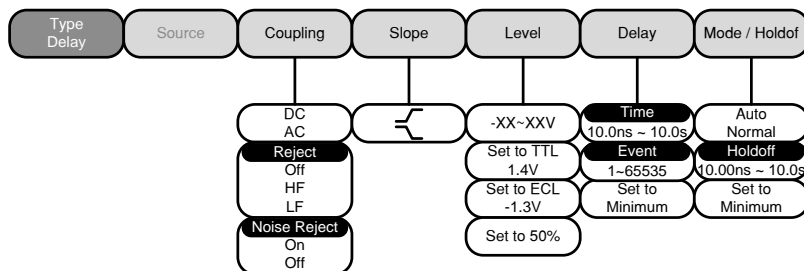 Type
Delay
Source
Coupling
Slope
Level
Delay
Mode / Holdof
DC
AC
Reject
Off
HF
LF
Noise Reject
On
Off
-XX~XXV
Set to TTL
1.4V
Set to ECL
-1.3V
Set to 50%
Time
10.0ns ~ 10.0s
Event
1~65535
Set to
Minimum
Auto
Normal
Holdoff
10.00ns ~ 10.0s
Set to
Minimum